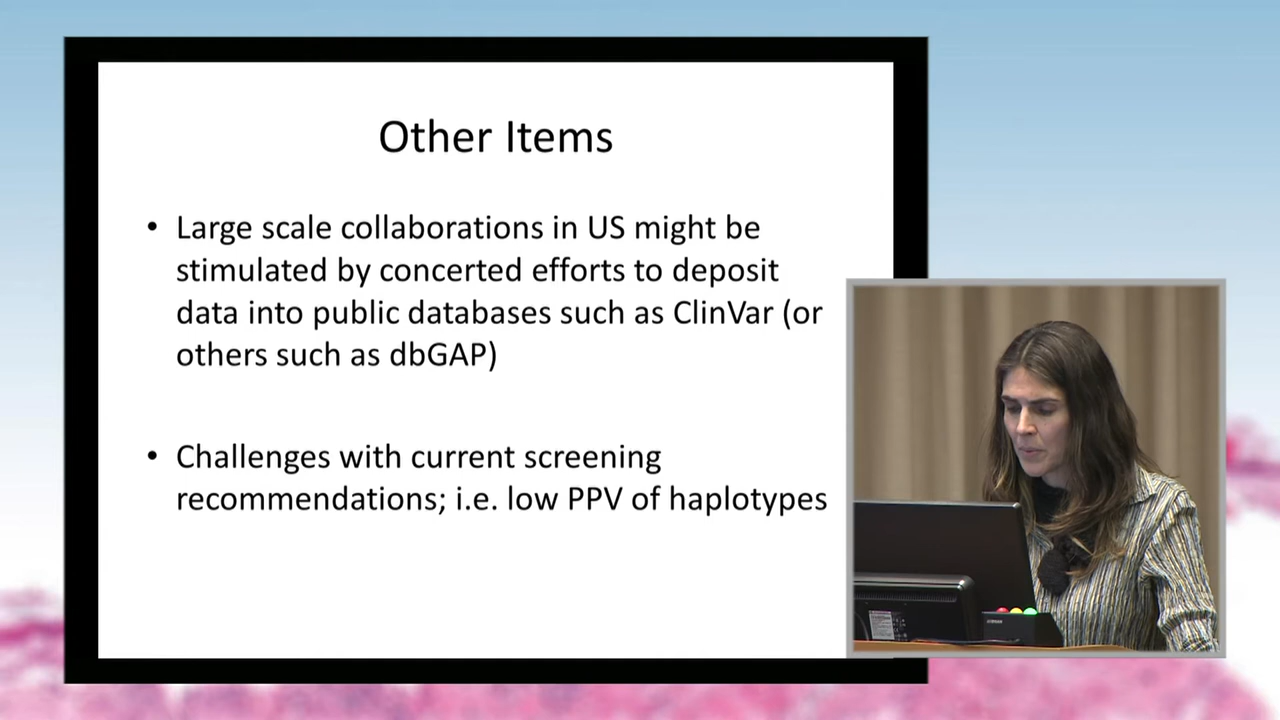 Other Items
• Large scale collaborations in US might be
stimulated by concerted efforts to deposit
data into public databases such as ClinVar (or
others such as dbGAP)
• Challenges with current screening
recommendations; i.e. low PPV of haplotypes